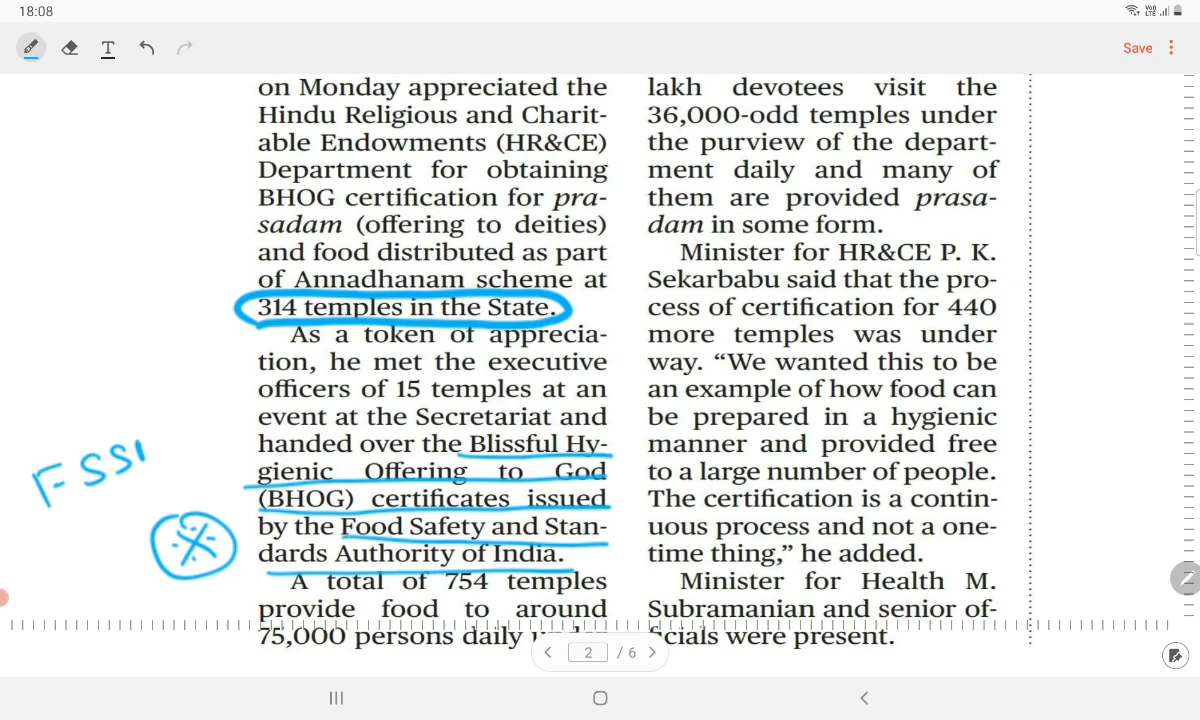 18:08
T
Save
on Monday appreciated the
Hindu Religious and Charit-
able Endowments (HR&CE)
Department for obtaining
BHOG certification for pra-
sadam (offering to deities)
and food distributed as part
of Annadhanam scheme at
314 temples in the State.
As a token of apprecia-
tion, he met the executive
officers of 15 temples at an
event at the Secretariat and
handed over the Blissful Hy-
gienic Offering to God
(BHOG) certificates issued
by the Food Safety and Stan-
dards Authority of India.
A total of 754 temples
provide food to around
75,000 persons daily
FSSI
lakh devotees visit the
36,000-odd temples under
the purview of the depart-
ment daily and many of
them are provided prasa-
dam in some form.
Minister for HR&CE P. K.
Sekarbabu said that the pro-
cess of certification for 440
more temples was under
way. “We wanted this to be
an example of how food can
be prepared in a hygienic
manner and provided free
to a large number of people.
The certification is a contin-
uous process and not a one-
time thing,” he added.
Minister for Health M.
Subramanian and senior of-
ficials were present.
2 / 6